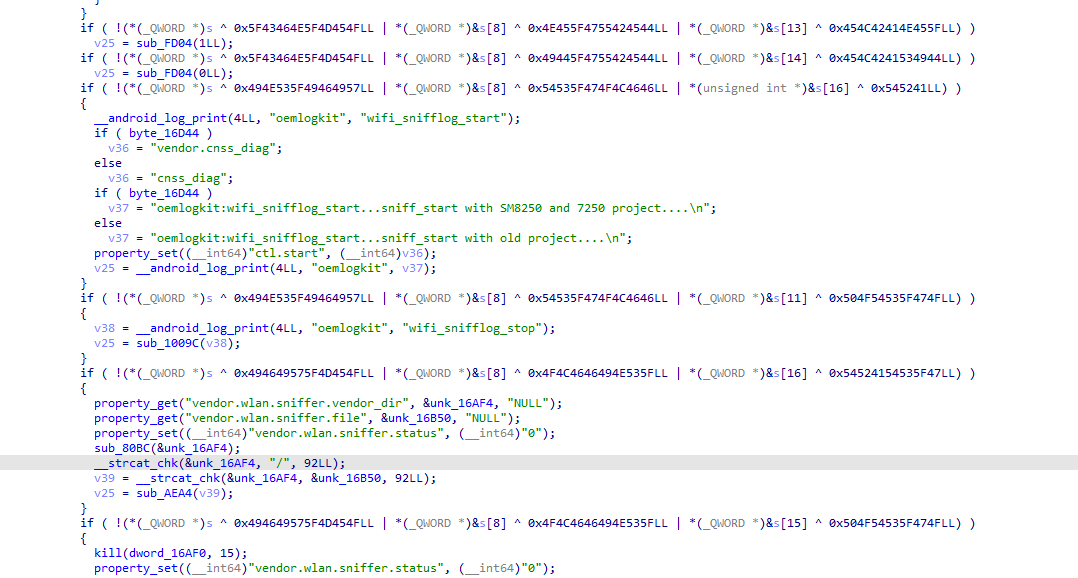 }
if ( !(*(_QWORD *)s ^ 0x5F43464E5F4D454FLL | *(_QWORD *)&s[8] ^ 0x4E455F4755424544LL | *(_QWORD *)&s[13] ^ 0x454C42414E455FLL) )
v25 = sub_FD04(1LL);
if ( !(*(_QWORD *)s ^ 0x5F43464E5F4D454FLL | *(_QWORD *)&s[8] ^ 0x49445F4755424544LL | *(_QWORD *)&s[14] ^ 0x454C4241534944LL) )
v25 = sub_FD04(0LL);
if ( !(*(_QWORD *)s ^ 0x494E535F49464957LL | *(_QWORD *)&s[8] ^ 0x54535F474F4C4646LL | *(unsigned int *)&s[16] ^ 0x545241LL) )
{
__android_log_print(4LL, "oemlogkit", "wifi_snifflog_start");
if ( byte_16D44 )
v36 = "vendor.cnss_diag";
else
v36 = "cnss_diag";
if ( byte_16D44 )
v37 = "oemlogkit:wifi_snifflog_start...sniff_start with SM8250 and 7250 project....\n";
else
v37 = "oemlogkit:wifi_snifflog_start...sniff_start with old project....\n";
property_set((__int64)"ctl.start", (__int64)v36);
v25 = __android_log_print(4LL, "oemlogkit", v37);
}
if ( !(*(_QWORD *)s ^ 0x494E535F49464957LL | *(_QWORD *)&s[8] ^ 0x54535F474F4C4646LL | *(_QWORD *)&s[11] ^ 0x504F54535F474FLL) )
{
v38 = __android_log_print(4LL, "oemlogkit", "wifi_snifflog_stop");
v25 = sub_1009C(v38);
}
if ( !(*(_QWORD *)s ^ 0x494649575F4D454FLL | *(_QWORD *)&s[8] ^ 0x4F4C4646494E535FLL | *(_QWORD *)&s[16] ^ 0x54524154535F47LL) )
{
property_get("vendor.wlan.sniffer.vendor_dir", &unk_16AF4, "NULL");
property_get("vendor.wlan.sniffer.file", &unk_16B50, "NULL");
property_set((__int64)"vendor.wlan.sniffer.status", (__int64)"0");
sub_80BC(&unk_16AF4);
__strcat_chk(&unk_16AF4, "/", 92LL);
v39 = __strcat_chk(&unk_16AF4, &unk_16B50, 92LL);
v25 = sub_AEA4(v39);
}
if ( !(*(_QWORD *)s ^ 0x494649575F4D454FLL | *(_QWORD *)&s[8] ^ 0x4F4C4646494E535FLL | *(_QWORD *)&s[15] ^ 0x504F54535F474FLL) )
{
kill(dword_16AF0, 15);
property_set((__int64)"vendor.wlan.sniffer.status", (__int64)"0");